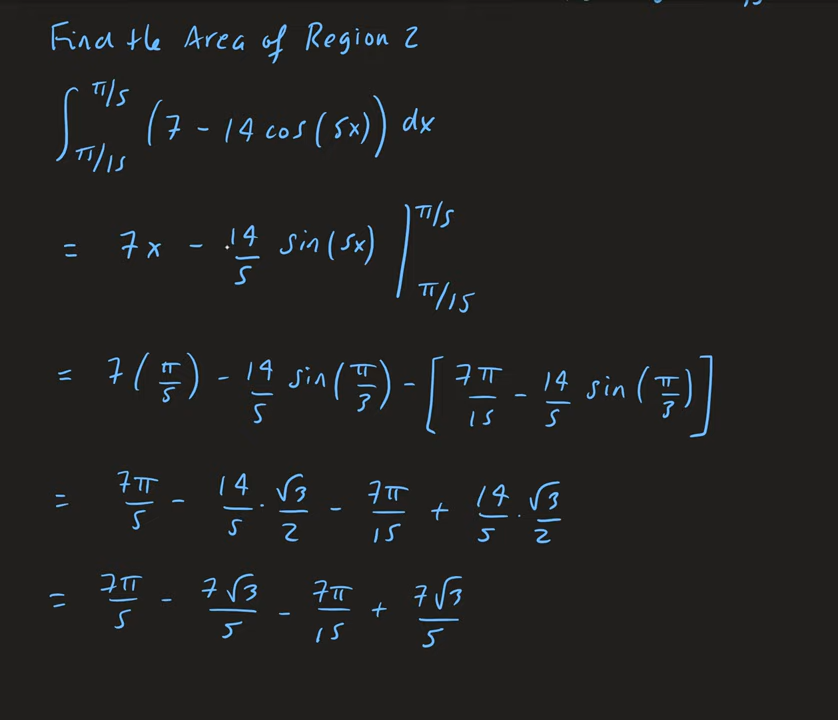 Find the Area of Region 2
∫_{π/15}^{π/5} (7 - 14 cos(5x)) dx
= 7x - 14/5 sin(5x) |_{π/15}^{π/5}
= 7(π/5) - 14/5 sin(π/3) - [7π/15 - 14/5 sin(π/3)]
= 7π/5 - 14/5 · √3/2 - 7π/15 + 14/5 · √3/2
= 7π/5 - 7√3/5 - 7π/15 + 7√3/5